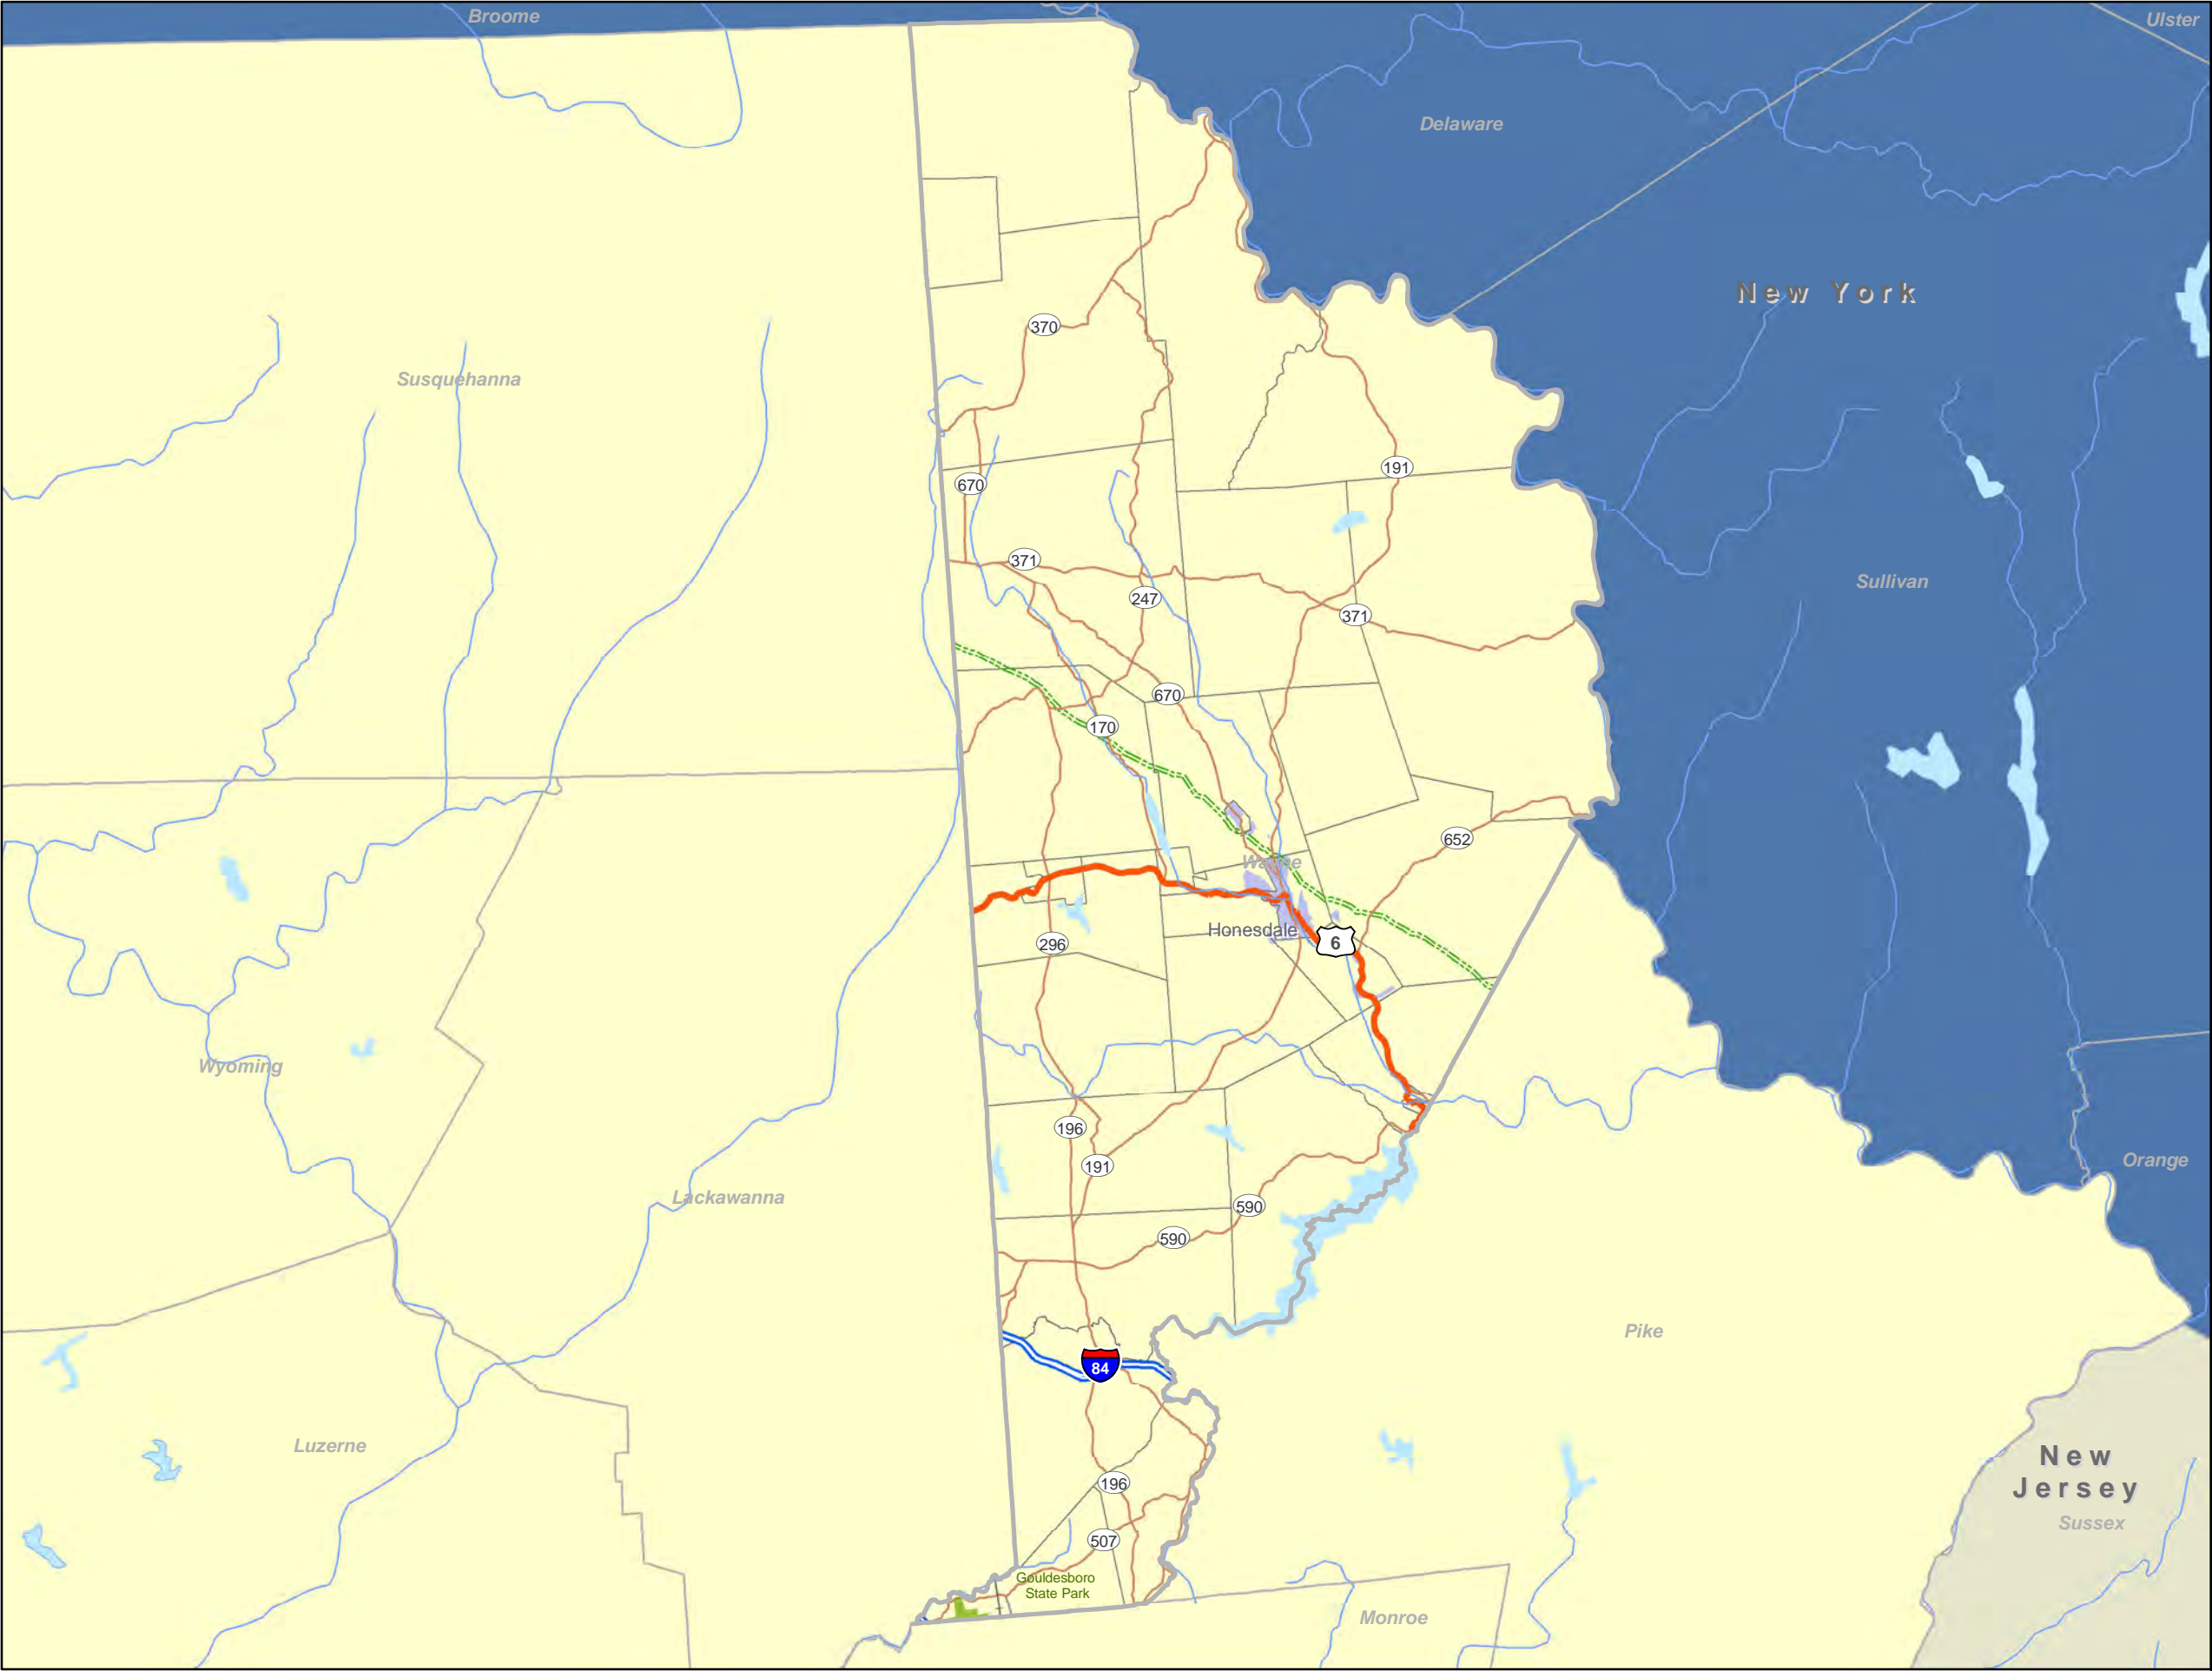 Broome
Ulster
Delaware
New York
370
Susquehanna
191
670
371
Sullivan
247
371
670
170
652
Wayne
Honesdale
6
296
Wyoming
196
Orange
191
Lackawanna
590
590
Pike
84
Luzerne
New
Jersey
196
Sussex
507
Gouldesboro
State Park
Monroe